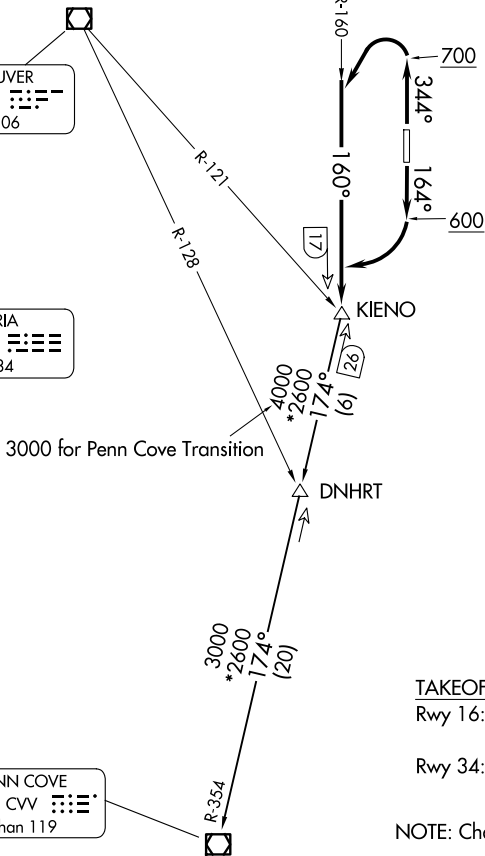 R-160
700
UVER
344°
06
R-121
160°
164°
600
R-128
17
KIENO
RIA
34
26
4000
*2600
174°
(6)
3000 for Penn Cove Transition
DNHRT
3000
*2600
174°
(20)
TAKEOF
Rwy 16:
Rwy 34:
NN COVE
CVV
han 119
R-354
NOTE: Cha